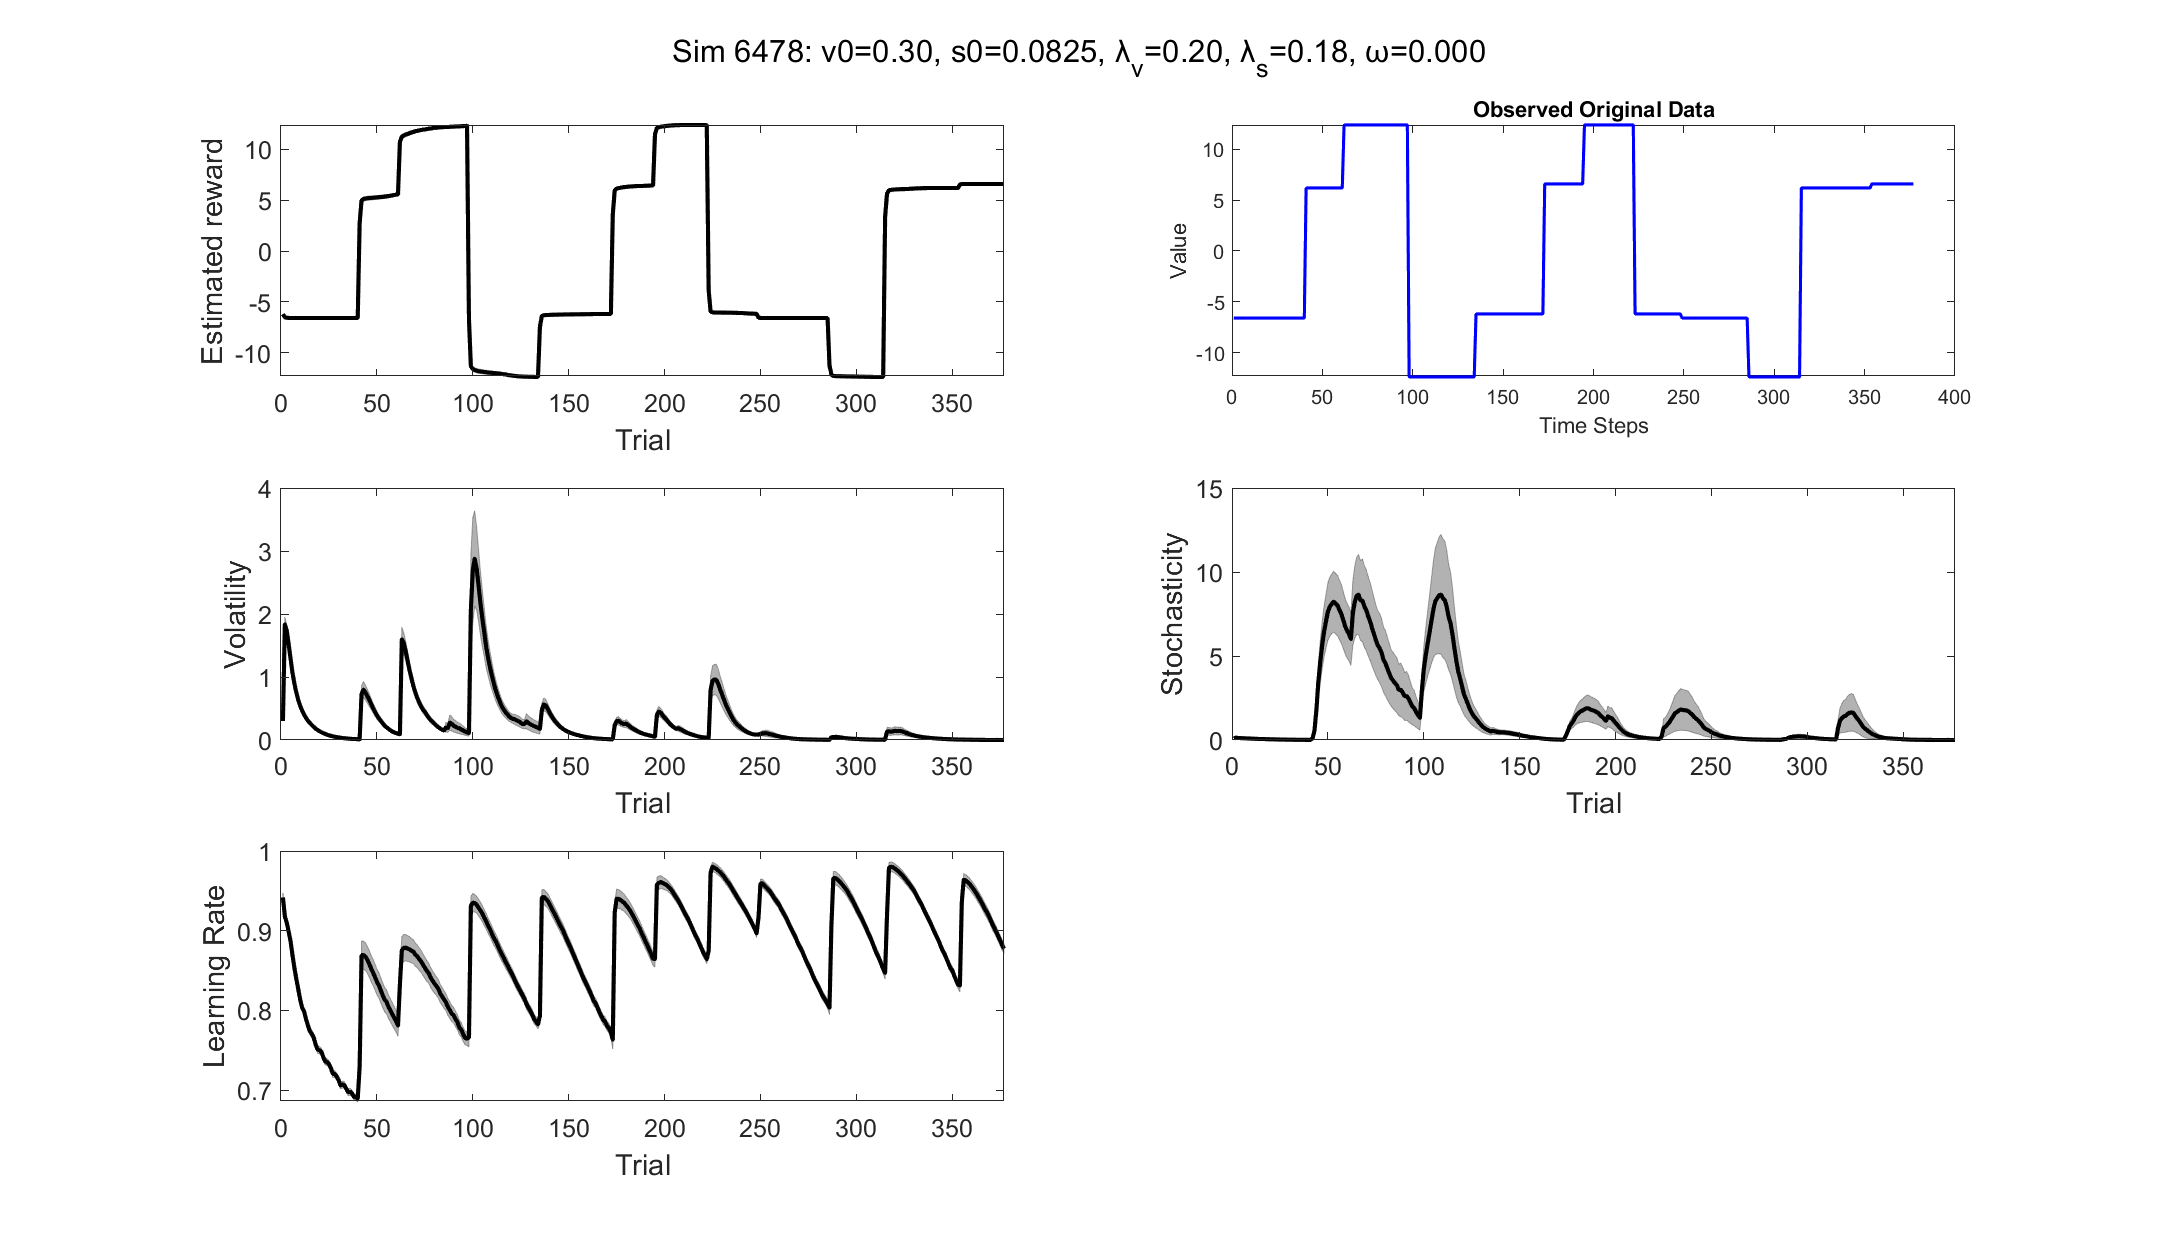 Sim 6478: v0=0.30, s0=0.0825, λ_v=0.20, λ_s=0.18, ω=0.000
Estimated reward
10
5
0
-5
-10
0 50 100 150 200 250 300 350
Trial
Observed Original Data
Value
10
5
0
-5
-10
0 50 100 150 200 250 300 350 400
Time Steps
Volatility
4
3
2
1
0
0 50 100 150 200 250 300 350
Trial
Stochasticity
15
10
5
0
0 50 100 150 200 250 300 350
Trial
Learning Rate
1
0.9
0.8
0.7
0 50 100 150 200 250 300 350
Trial